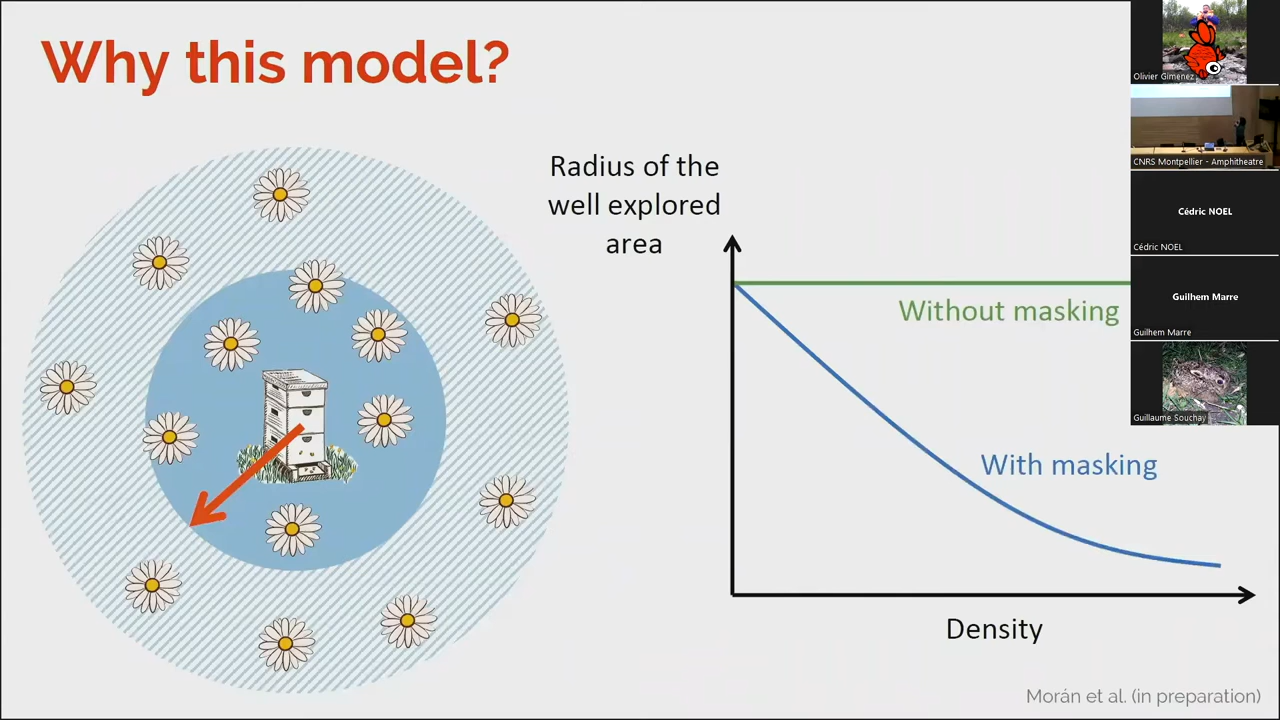 Why this model?
Radius of the
well explored
area
Without masking
With masking
Density
Morán et al. (in preparation)
Olivier Gimenez
CNRS Montpellier - Amphitheatre
Cédric NOEL
Cédric NOEL
Guilhem Marre
Guilhem Marre
Guillaume Souchay